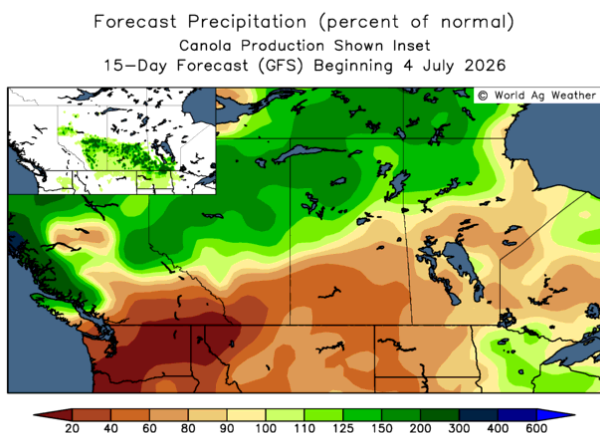 Forecast Precipitation (percent of normal)
Canola Production Shown Inset
15-Day Forecast (GFS) Beginning 4 July 2026
© World Ag Weather
20 40 60 80 90 100 110 125 150 200 300 400 600